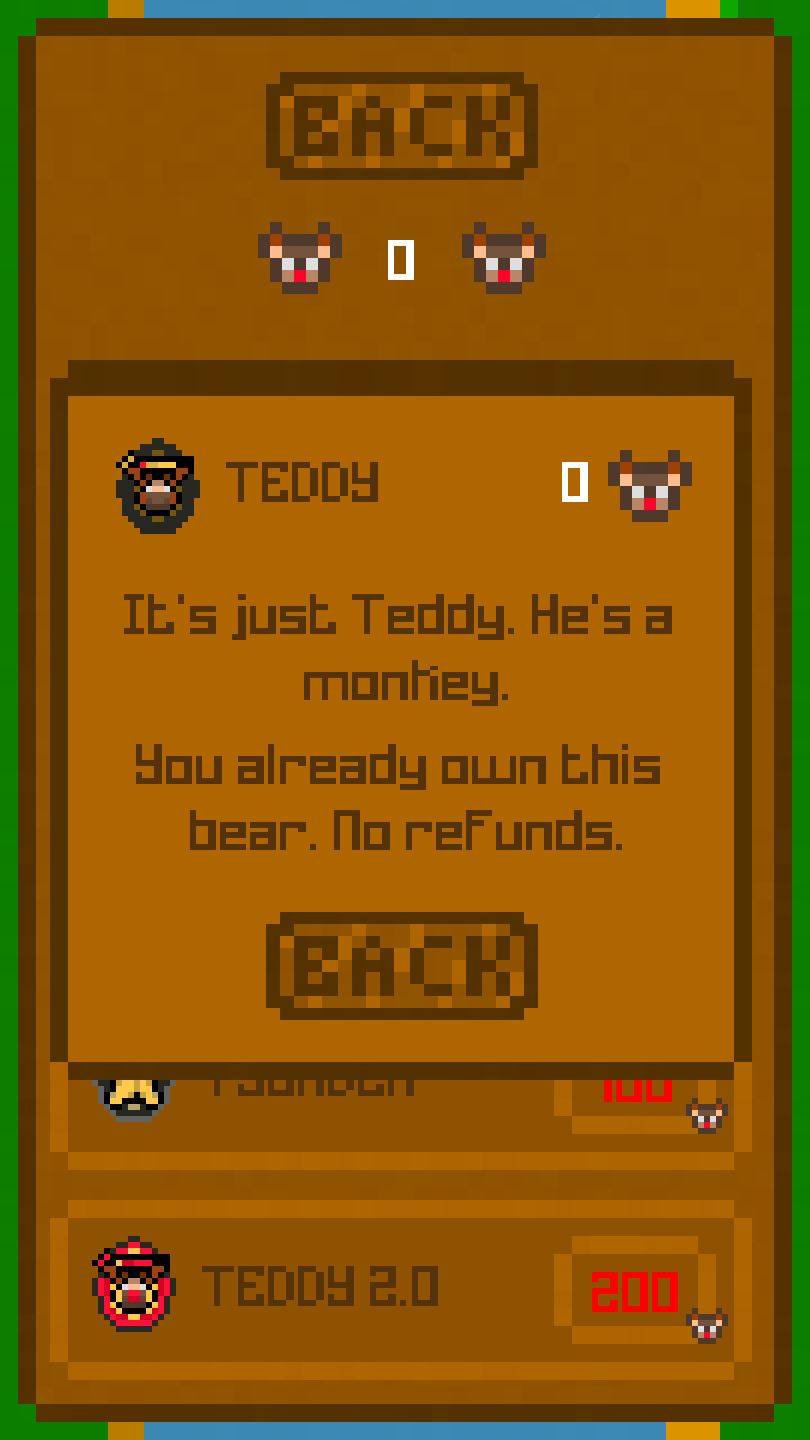 BACK
0
TEDDY 0
It's just Teddy. He's a
monkey.
You already own this
bear. No refunds.
BACK
100
TEDDY 2.0 200